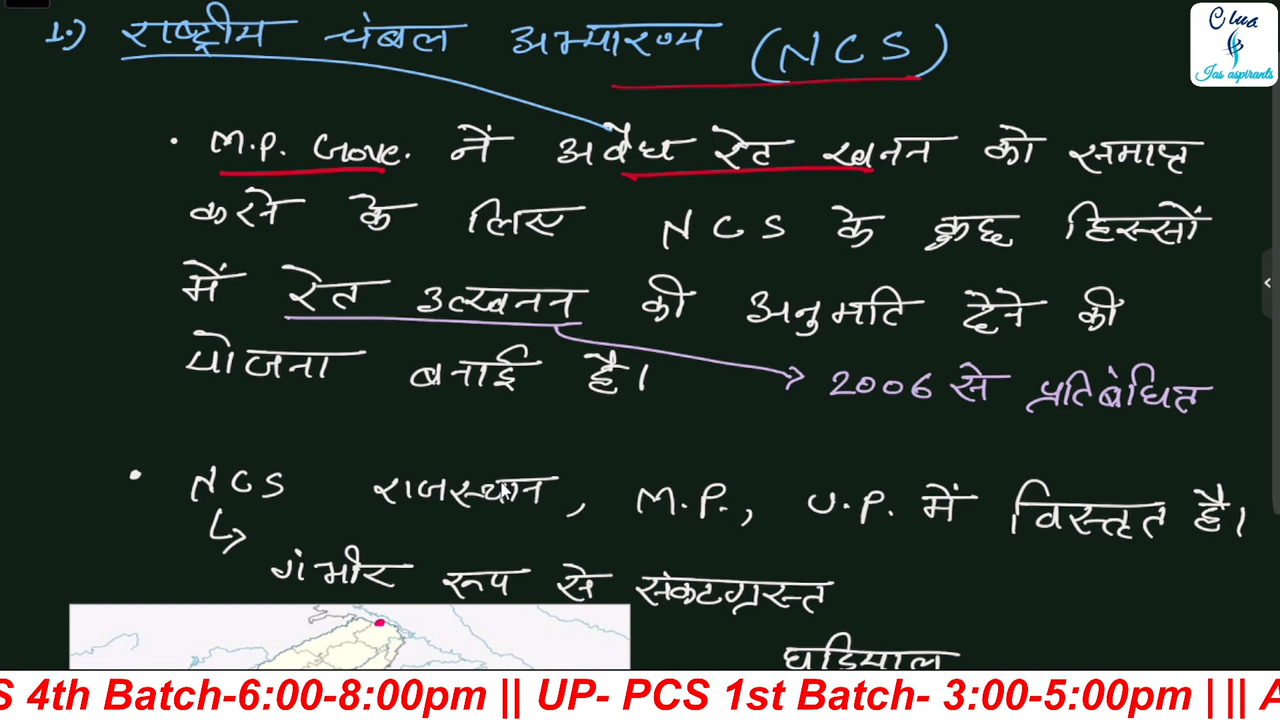 1.) राष्ट्रीय चंबल अभ्यारण्य (NCS)
Clue
Ias aspirants
• M.P. Gove. नें अवैध रेट खनन को समाप्त
करने के लिए NCS के कुछ हिस्सों
में रेत उत्खनन की अनुमति देने की
योजना बनाई है।
→ 2006 से प्रतिबंधित
• NCS राजस्थान, M.P., U.P. में विस्तृत है।
↳ गंभीर रूप से संकटग्रस्त
घड़ियाल
S 4th Batch-6:00-8:00pm || UP- PCS 1st Batch- 3:00-5:00pm | || A